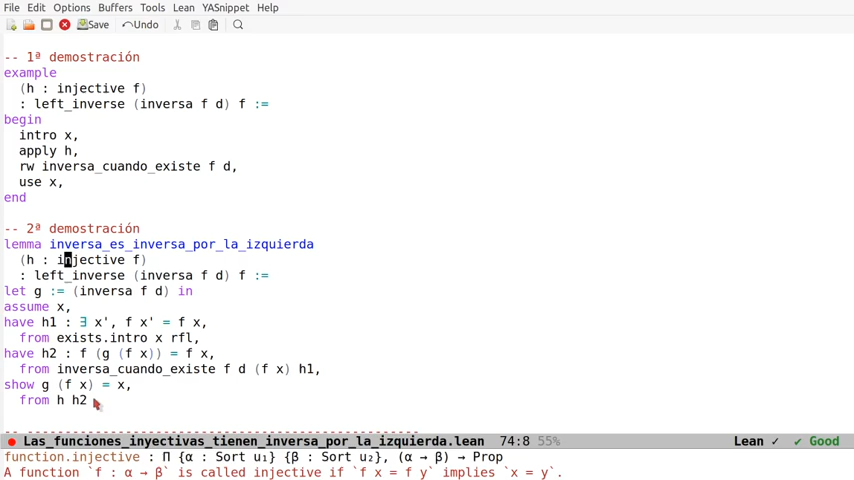 File Edit Options Buffers Tools Lean YASnippet Help
Save Undo
-- 1ª demostración
example
(h : injective f)
: left_inverse (inversa f d) f :=
begin
intro x,
apply h,
rw inversa_cuando_existe f d,
use x,
end
-- 2ª demostración
lemma inversa_es_inversa_por_la_izquierda
(h : injective f)
: left_inverse (inversa f d) f :=
let g := (inversa f d) in
assume x,
have h1 : ∃ x', f x' = f x,
from exists.intro x rfl,
have h2 : f (g (f x)) = f x,
from inversa_cuando_existe f d (f x) h1,
show g (f x) = x,
from h h2
-- ---------------------------------------------------
Las_funciones_inyectivas_tienen_inversa_por_la_izquierda.lean 74:8 55% Lean ✓ ✔ Good
function.injective : Π {α : Sort u₁} {β : Sort u₂}, (α → β) → Prop
A function `f : α → β` is called injective if `f x = f y` implies `x = y`.